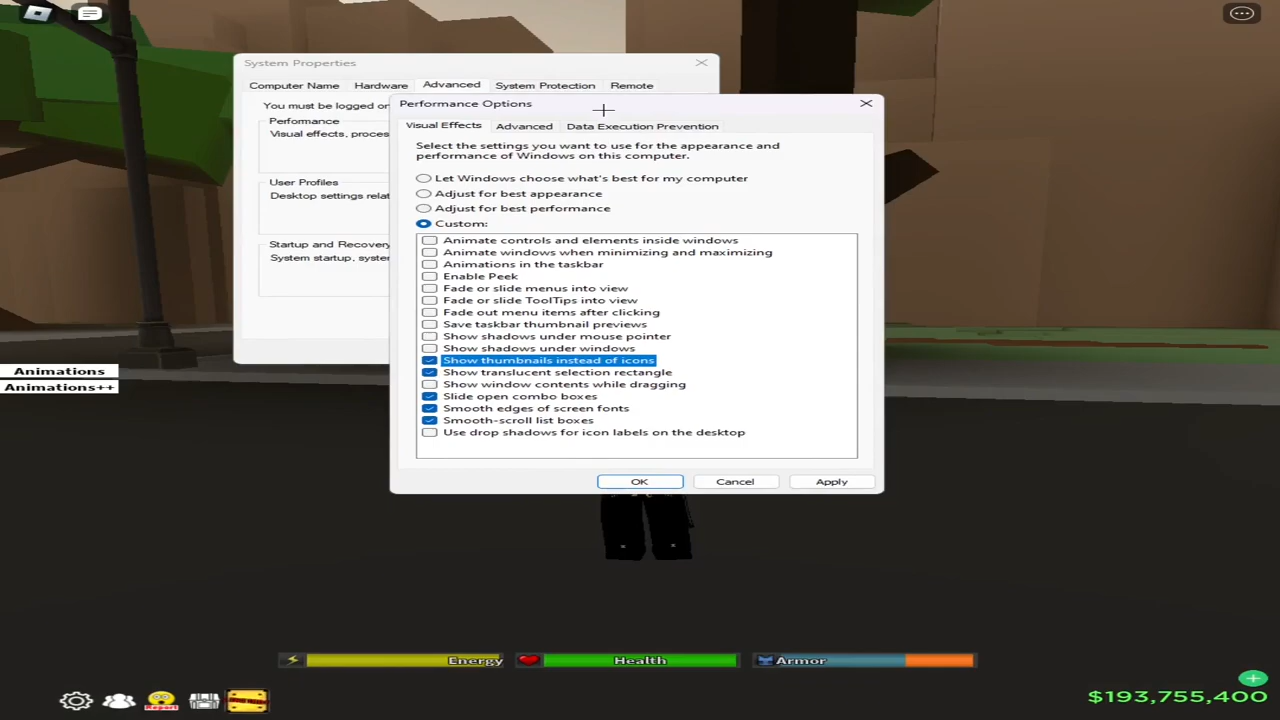 System Properties
Computer Name Hardware Advanced System Protection Remote
You must be logged on
Performance
Visual effects, proces
User Profiles
Desktop settings relat
Startup and Recovery
System startup, system
Performance Options
Visual Effects Advanced Data Execution Prevention
Select the settings you want to use for the appearance and
performance of Windows on this computer.
Let Windows choose what's best for my computer
Adjust for best appearance
Adjust for best performance
Custom:
Animate controls and elements inside windows
Animate windows when minimizing and maximizing
Animations in the taskbar
Enable Peek
Fade or slide menus into view
Fade or slide ToolTips into view
Fade out menu items after clicking
Save taskbar thumbnail previews
Show shadows under mouse pointer
Show shadows under windows
Show thumbnails instead of icons
Show translucent selection rectangle
Show window contents while dragging
Slide open combo boxes
Smooth edges of screen fonts
Smooth-scroll list boxes
Use drop shadows for icon labels on the desktop
OK Cancel Apply
Animations
Animations++
Energy Health Armor
Report
$193,755,400